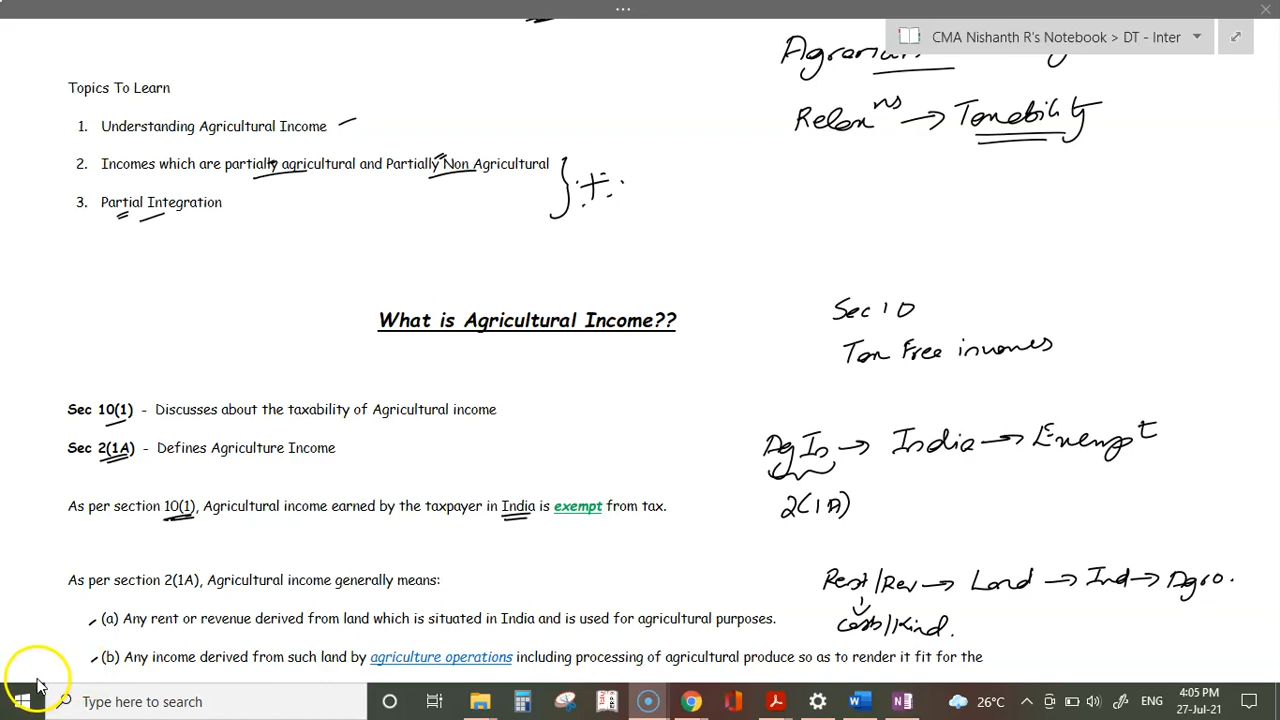 CMA Nishanth R's Notebook > DT - Inter
Agrarian
Topics To Learn
Relax ns → Taxability
1. Understanding Agricultural Income
2. Incomes which are partially agricultural and Partially Non Agricultural
3. Partial Integration
What is Agricultural Income??
Sec 10
Tax Free incomes
Sec 10(1) - Discusses about the taxability of Agricultural income
Sec 2(1A) - Defines Agriculture Income
Ag In → India → Exempt
2(1A)
As per section 10(1), Agricultural income earned by the taxpayer in India is exempt from tax.
As per section 2(1A), Agricultural income generally means:
Rent/Rev → Land → Ind → Agro.
Cash/Kind.
(a) Any rent or revenue derived from land which is situated in India and is used for agricultural purposes.
(b) Any income derived from such land by agriculture operations including processing of agricultural produce so as to render it fit for the
Type here to search
26°C
ENG
4:05 PM
27-Jul-21